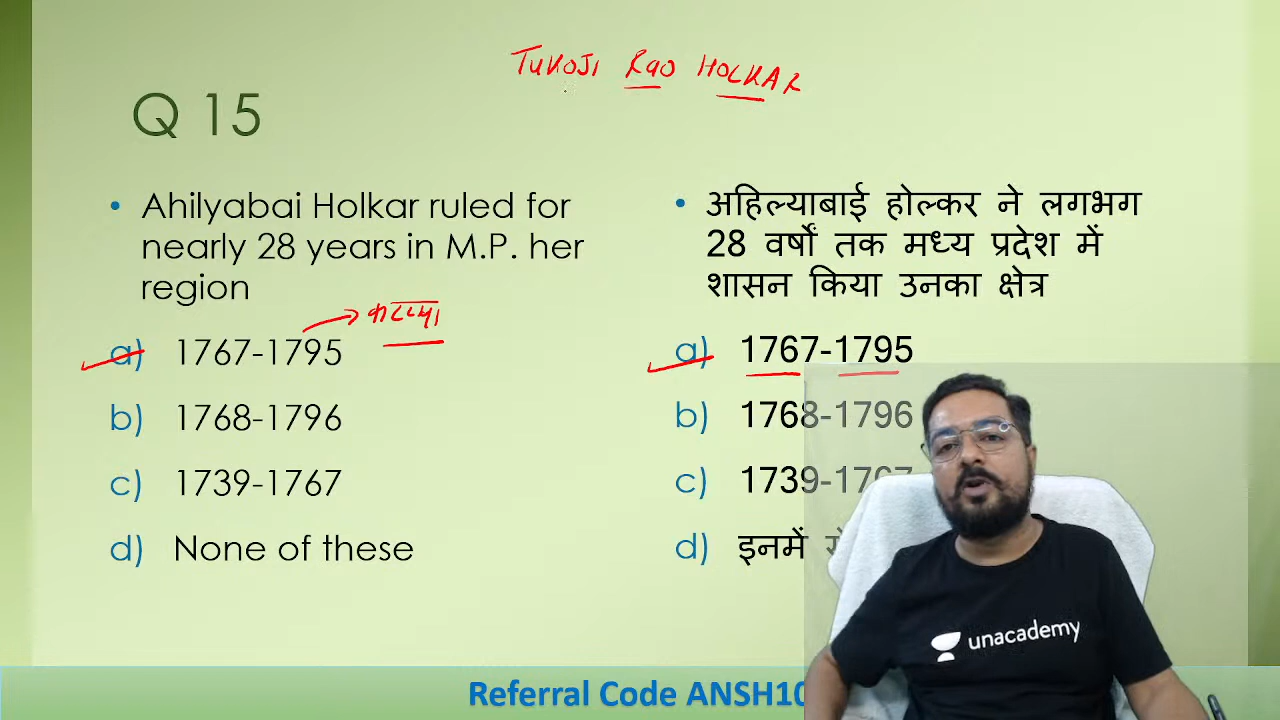 TUKOJI Rao HOLKAR
Q 15
• Ahilyabai Holkar ruled for
nearly 28 years in M.P. her
region
a) 1767-1795
b) 1768-1796
c) 1739-1767
d) None of these
• अहिल्याबाई होल्कर ने लगभग
28 वर्षों तक मध्य प्रदेश में
शासन किया उनका क्षेत्र
a) 1767-1795
b) 1768-1796
c) 1739-1767
d) इनमें
unacademy
Referral Code ANSH10